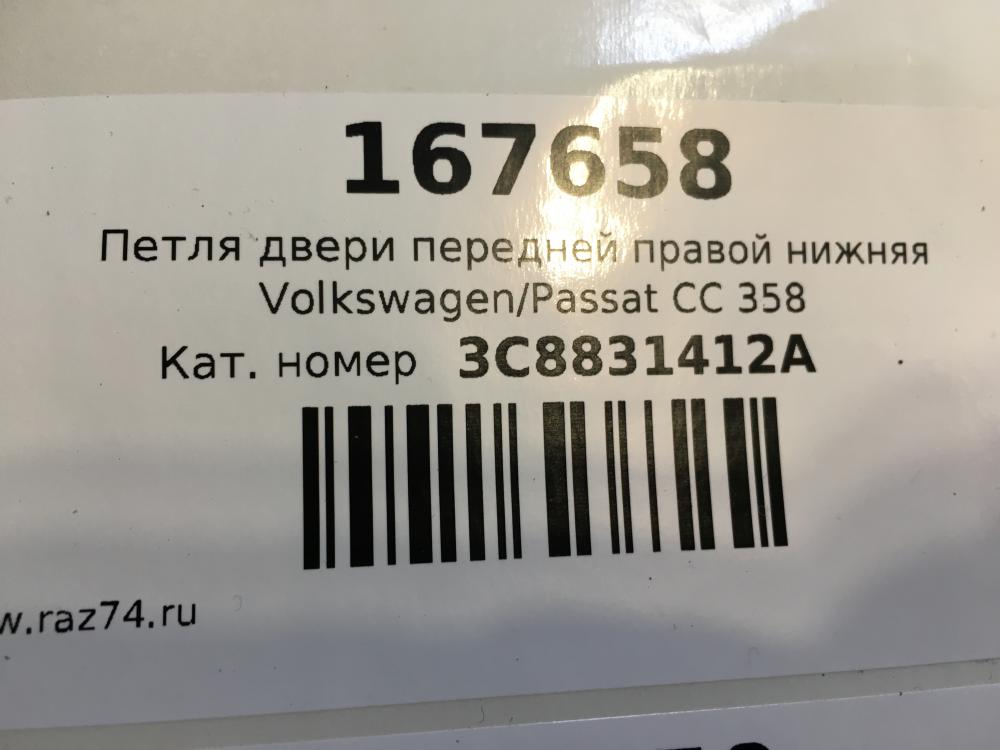 167658
Петля двери передней правой нижняя
Volkswagen/Passat CC 358
Кат. номер 3C8831412A
w.raz74.ru